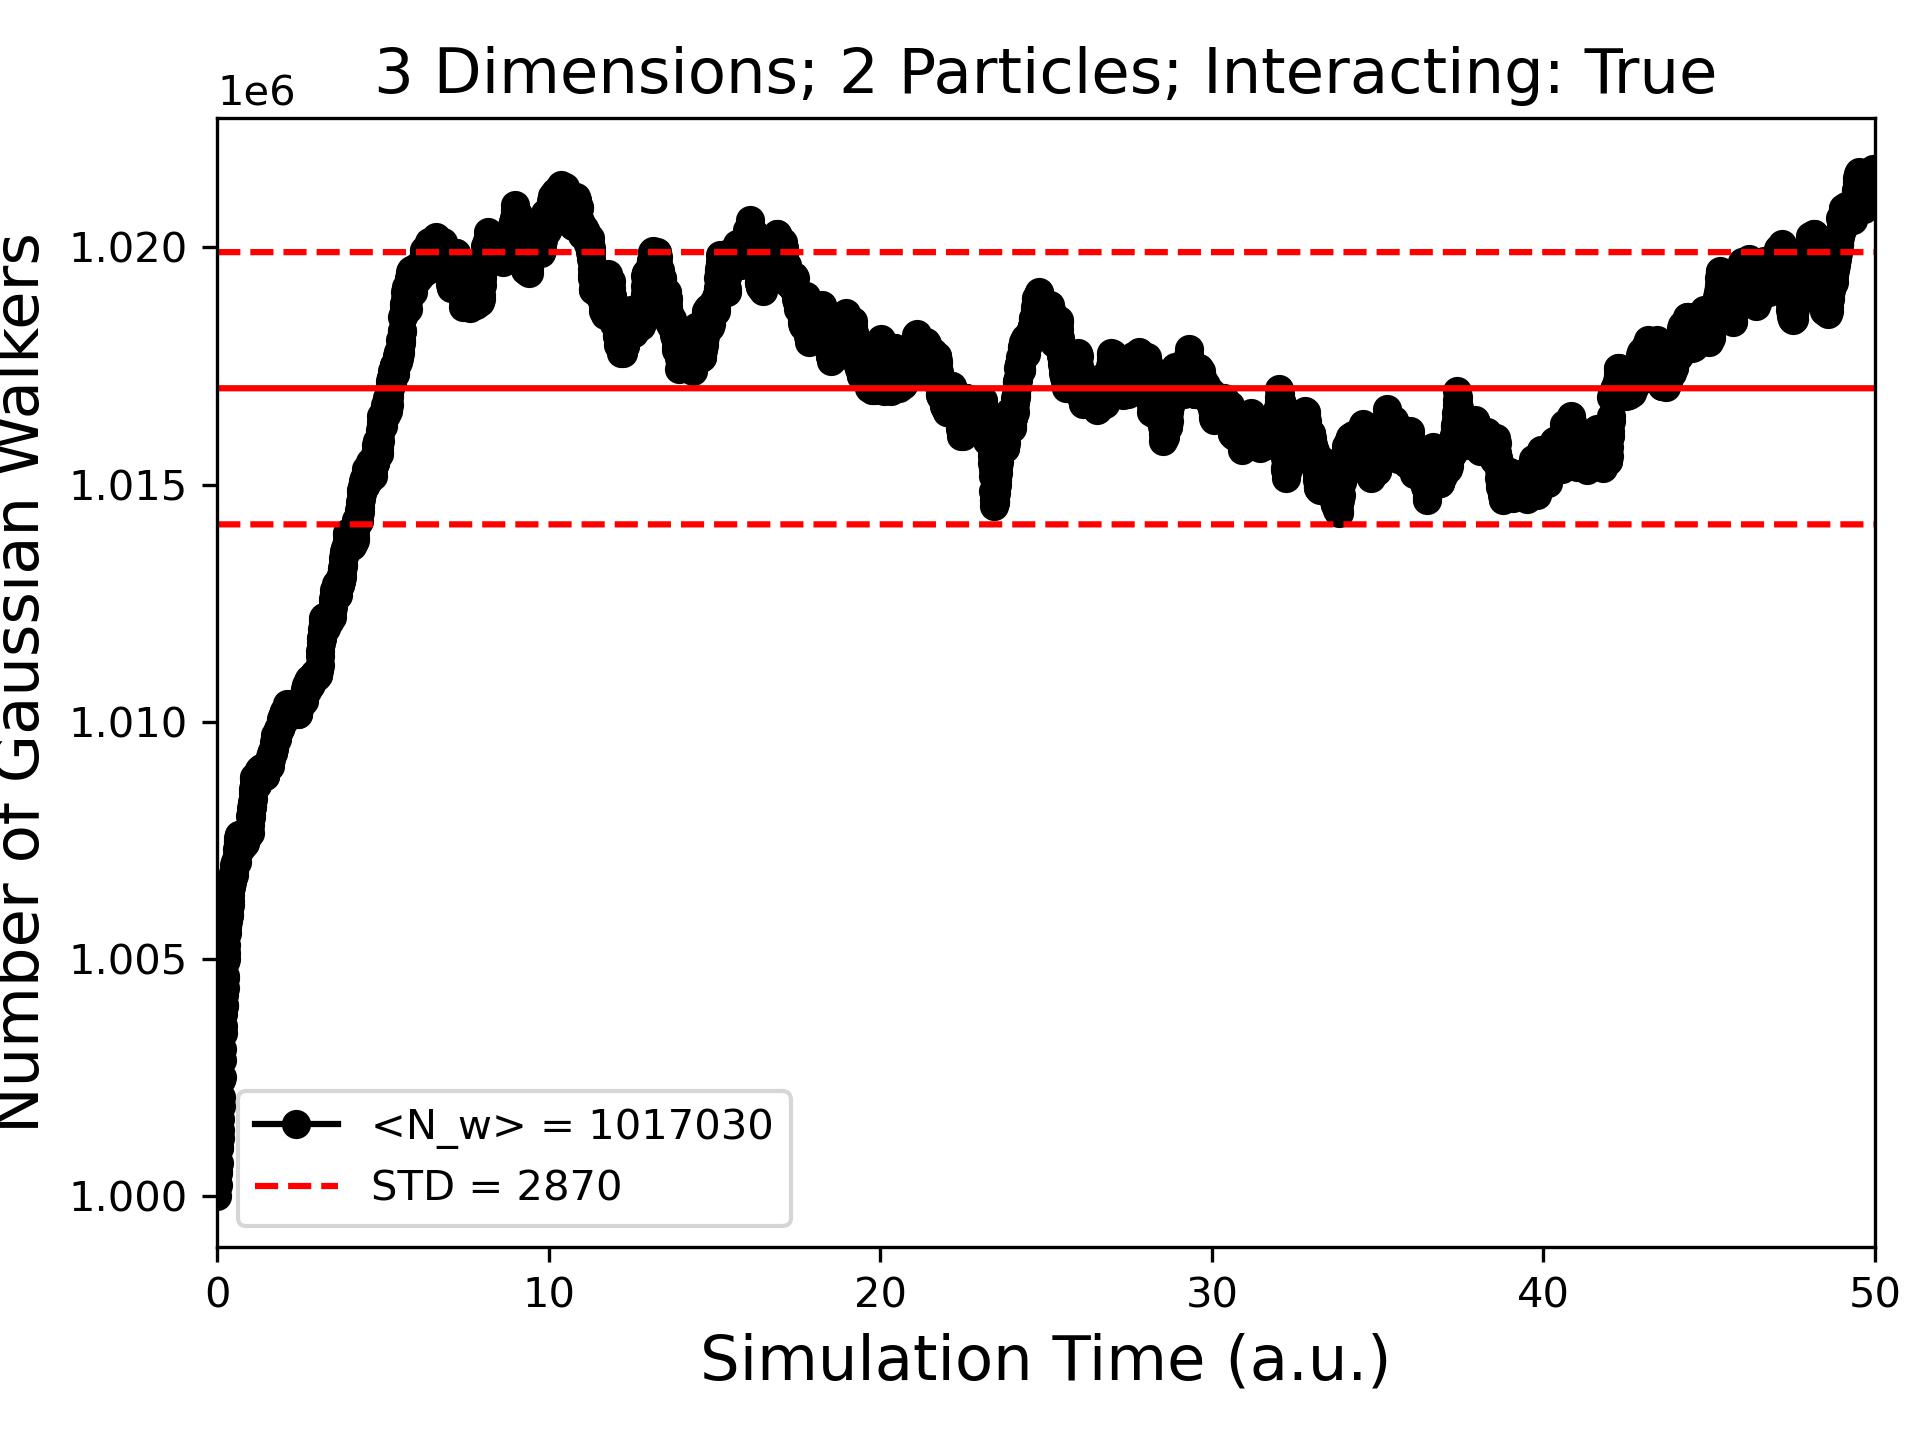 3 Dimensions; 2 Particles; Interacting: True
1e6
Number of Gaussian Walkers
1.020
1.015
1.010
1.005
1.000
<N_w> = 1017030
STD = 2870
0 10 20 30 40 50
Simulation Time (a.u.)